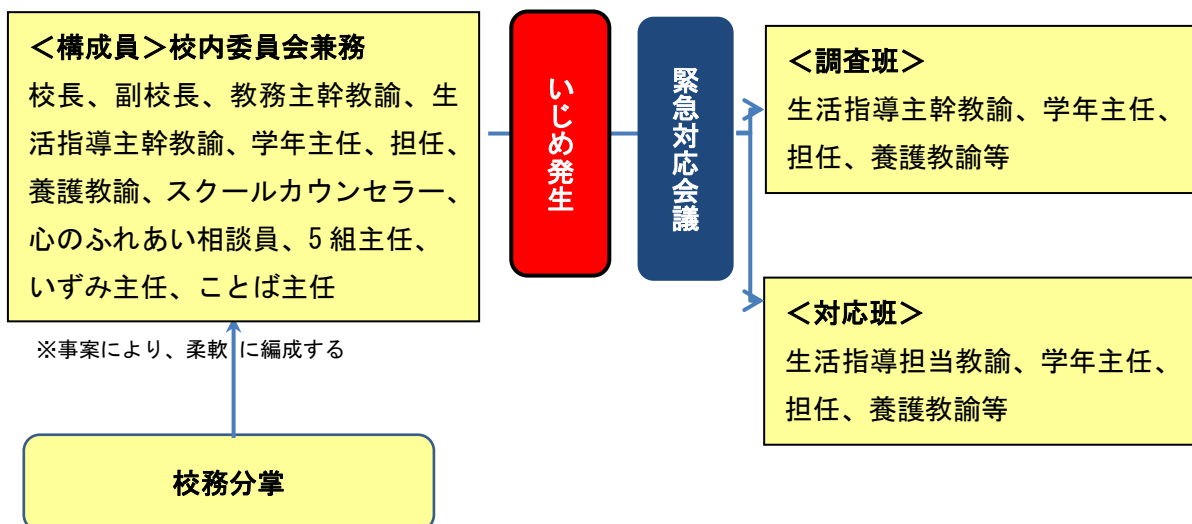 ＜構成員＞校内委員会兼務
校長、副校長、教務主幹教諭、生
活指導主幹教諭、学年主任、担任、
養護教諭、スクールカウンセラー、
心のふれあい相談員、5 組主任、
いずみ主任、ことば主任
※事案により、柔軟に編成する
校務分掌
いじめ発生
緊急対応会議
＜調査班＞
生活指導主幹教諭、学年主任、
担任、養護教諭等
＜対応班＞
生活指導担当教諭、学年主任、
担任、養護教諭等